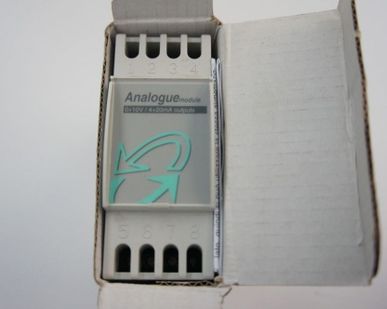 1 2 3 4
Analogue module
0÷10V / 4÷20mA outputs
5 6 7 8